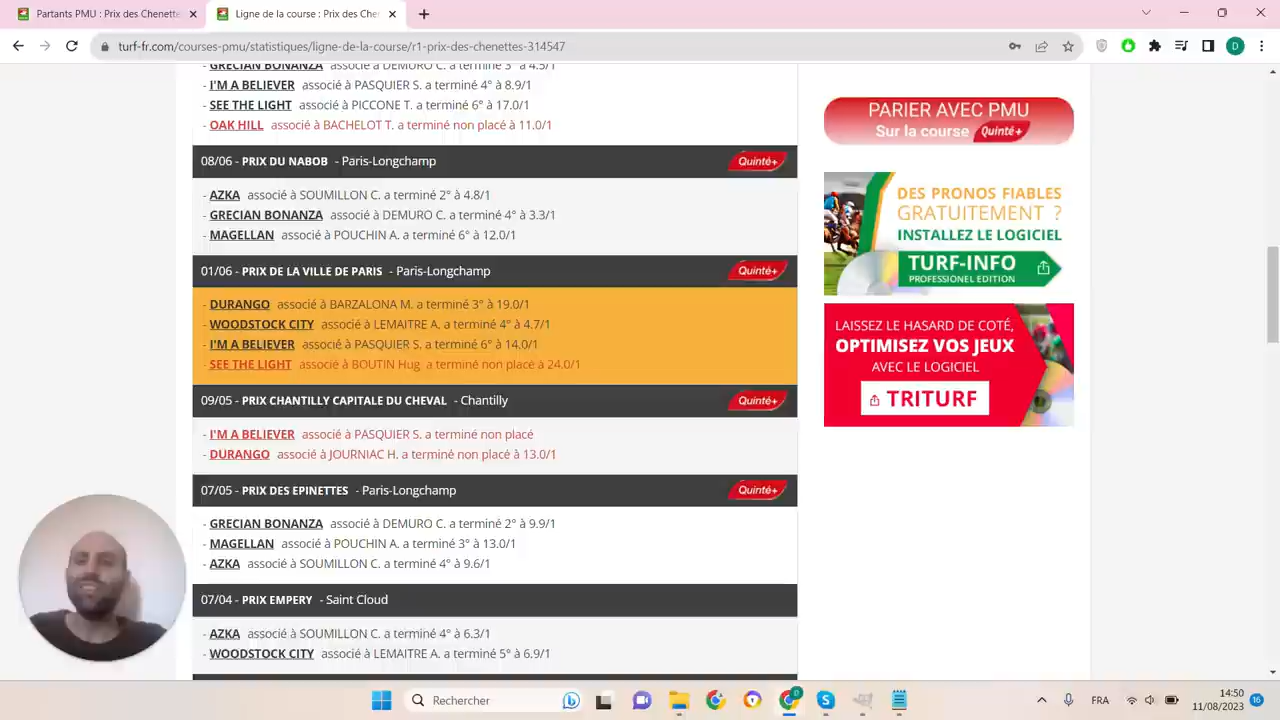 Partants PMU : Prix des
Ligne de la course : Prix des Che
turf-fr.com/courses-pmu/statistiques/ligne-de-la-course/r1-prix-des-chenettes-314547
D
- GRECIAN BONANZA associé à DEMURO C. a terminé 3° à 4.5/1
- I'M A BELIEVER associé à PASQUIER S. a terminé 4° à 8.9/1
- SEE THE LIGHT associé à PICCONE T. a terminé 6° à 17.0/1
- OAK HILL associé à BACHELOT T. a terminé non placé à 11.0/1
08/06 - PRIX DU NABOB - Paris-Longchamp Quinté+
- AZKA associé à SOUMILLON C. a terminé 2° à 4.8/1
- GRECIAN BONANZA associé à DEMURO C. a terminé 4° à 3.3/1
- MAGELLAN associé à POUCHIN A. a terminé 6° à 12.0/1
01/06 - PRIX DE LA VILLE DE PARIS - Paris-Longchamp Quinté+
- DURANGO associé à BARZALONA M. a terminé 3° à 19.0/1
- WOODSTOCK CITY associé à LEMAITRE A. a terminé 4° à 4.7/1
- I'M A BELIEVER associé à PASQUIER S. a terminé 6° à 14.0/1
- SEE THE LIGHT associé à BOUTIN Hug a terminé non placé à 24.0/1
09/05 - PRIX CHANTILLY CAPITALE DU CHEVAL - Chantilly Quinté+
- I'M A BELIEVER associé à PASQUIER S. a terminé non placé
- DURANGO associé à JOURNIAC H. a terminé non placé à 13.0/1
07/05 - PRIX DES EPINETTES - Paris-Longchamp Quinté+
- GRECIAN BONANZA associé à DEMURO C. a terminé 2° à 9.9/1
- MAGELLAN associé à POUCHIN A. a terminé 3° à 13.0/1
- AZKA associé à SOUMILLON C. a terminé 4° à 9.6/1
07/04 - PRIX EMPERY - Saint Cloud
- AZKA associé à SOUMILLON C. a terminé 4° à 6.3/1
- WOODSTOCK CITY associé à LEMAITRE A. a terminé 5° à 6.9/1
PARIER AVEC PMU
Sur la course Quinté+
DES PRONOS FIABLES
GRATUITEMENT ?
INSTALLEZ LE LOGICIEL
TURF-INFO
PROFESSIONEL EDITION
LAISSEZ LE HASARD DE COTÉ,
OPTIMISEZ VOS JEUX
AVEC LE LOGICIEL
TRITURF
Rechercher
FRA
14:50
11/08/2023
16